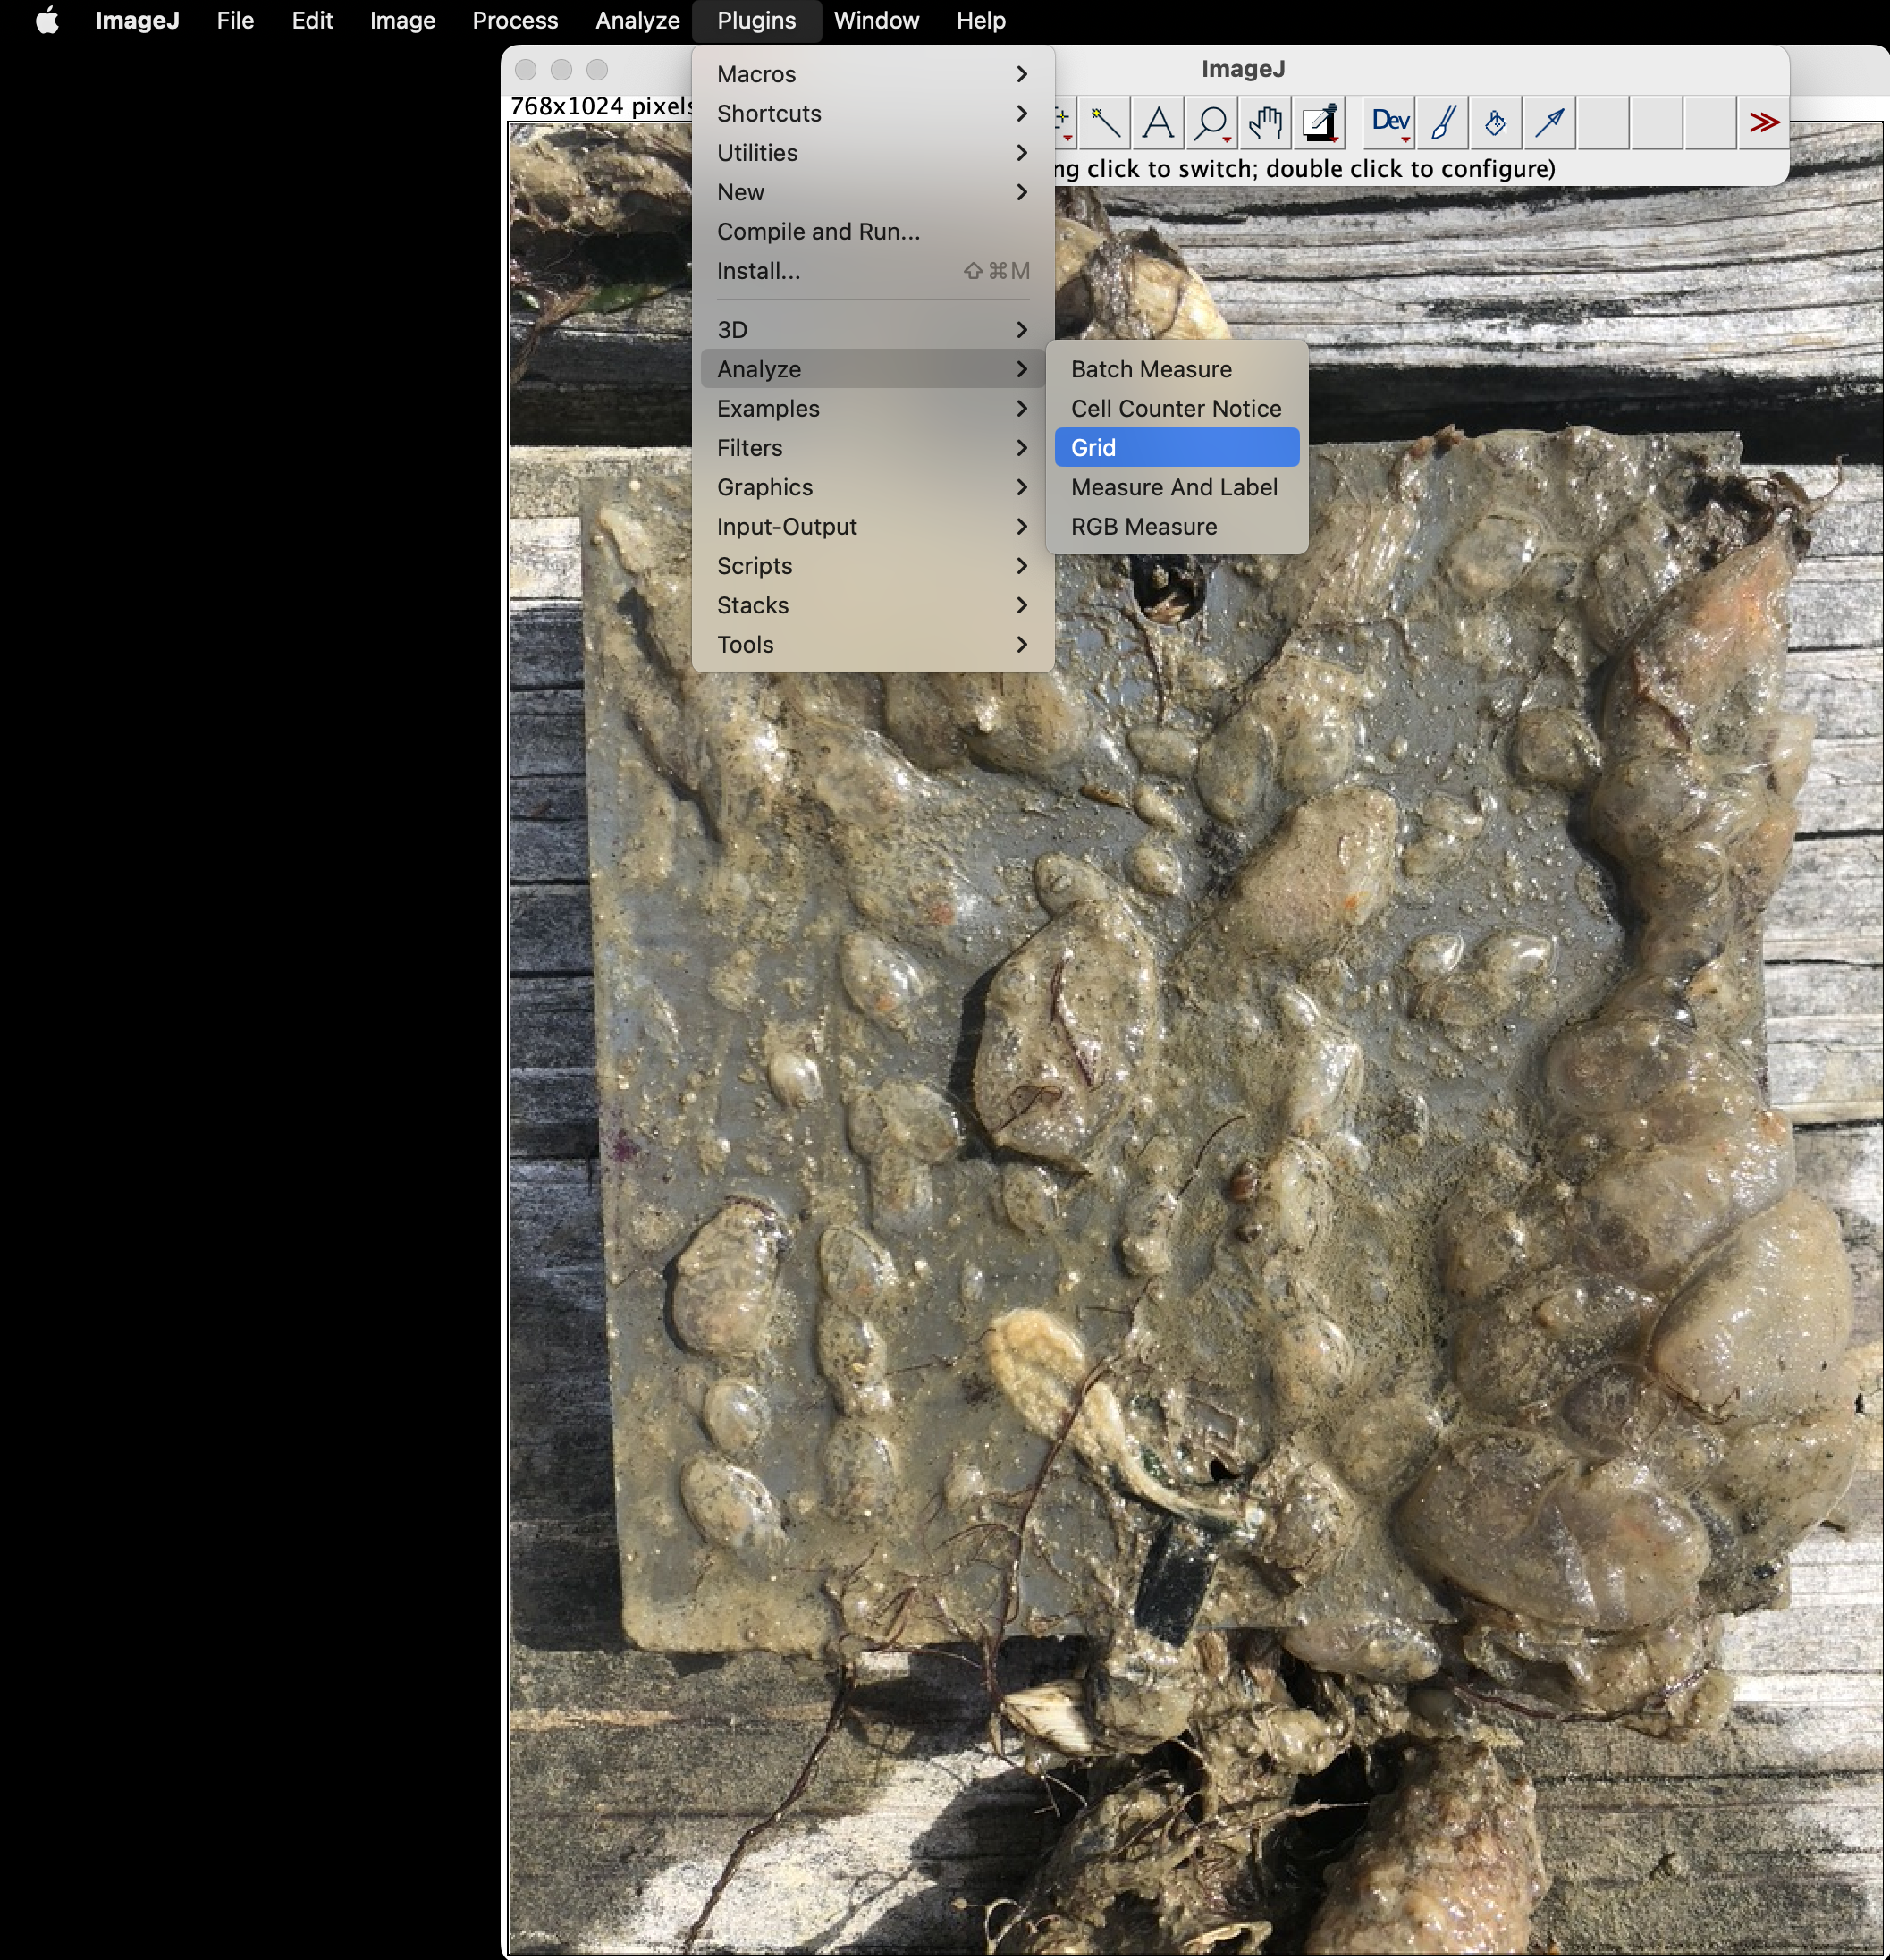 ImageJ File Edit Image Process Analyze Plugins Window Help
ImageJ
768x1024 pixels
Dev
ng click to switch; double click to configure)
Macros
Shortcuts
Utilities
New
Compile and Run...
Install... ⇧⌘M
3D
Analyze
Examples
Filters
Graphics
Input-Output
Scripts
Stacks
Tools
Batch Measure
Cell Counter Notice
Grid
Measure And Label
RGB Measure